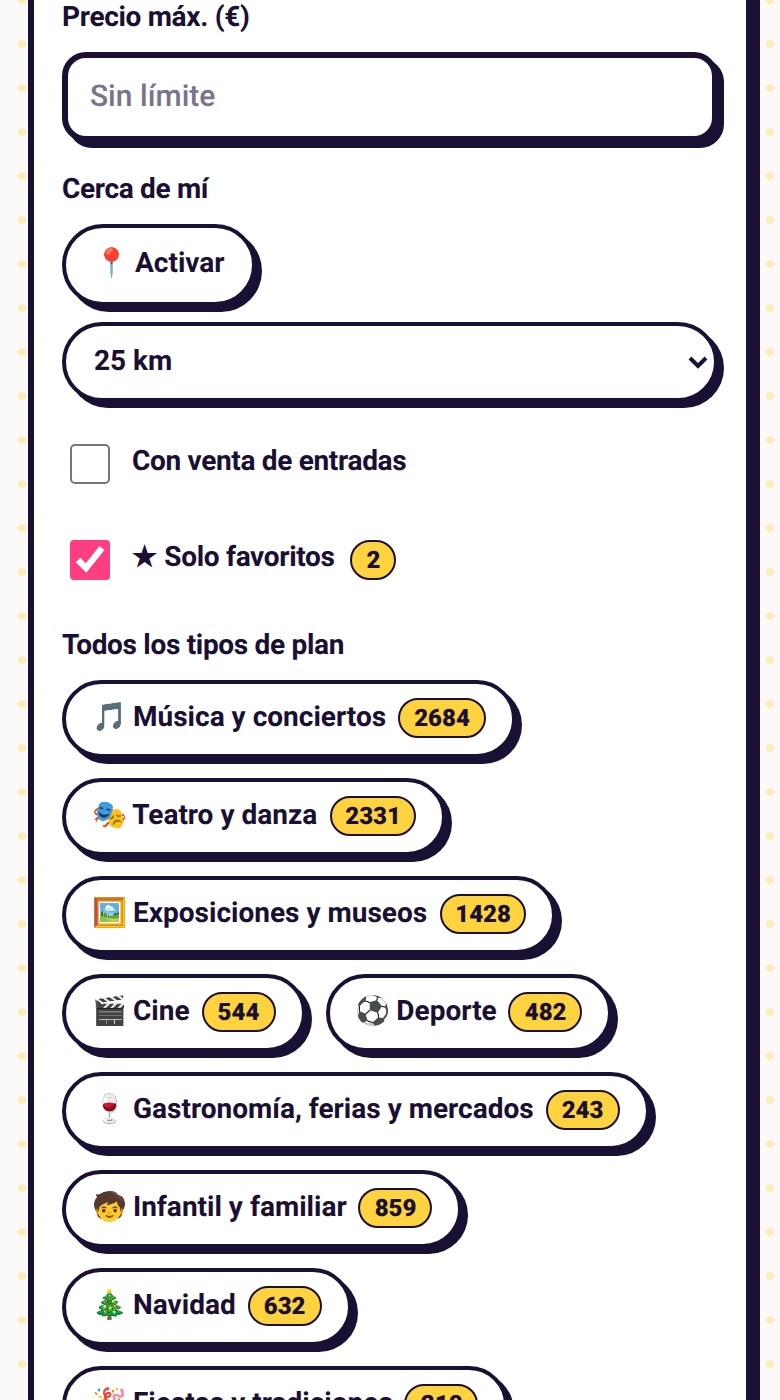 Precio máx. (€)
Sin límite
Cerca de mí
📍 Activar
25 km
Con venta de entradas
★ Solo favoritos 2
Todos los tipos de plan
🎵 Música y conciertos 2684
🎭 Teatro y danza 2331
🖼️ Exposiciones y museos 1428
🎬 Cine 544 ⚽ Deporte 482
🍷 Gastronomía, ferias y mercados 243
🧒 Infantil y familiar 859
🎄 Navidad 632
🎉 Fiestas y tradiciones